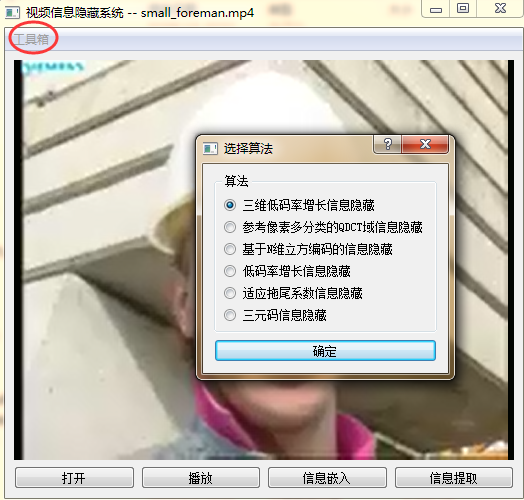 视频信息隐藏系统 -- small_foreman.mp4
工具箱
选择算法
算法
三维低码率增长信息隐藏
参考像素多分类的QDCT域信息隐藏
基于N维立方编码的信息隐藏
低码率增长信息隐藏
适应拖尾系数信息隐藏
三元码信息隐藏
确定
打开
播放
信息嵌入
信息提取